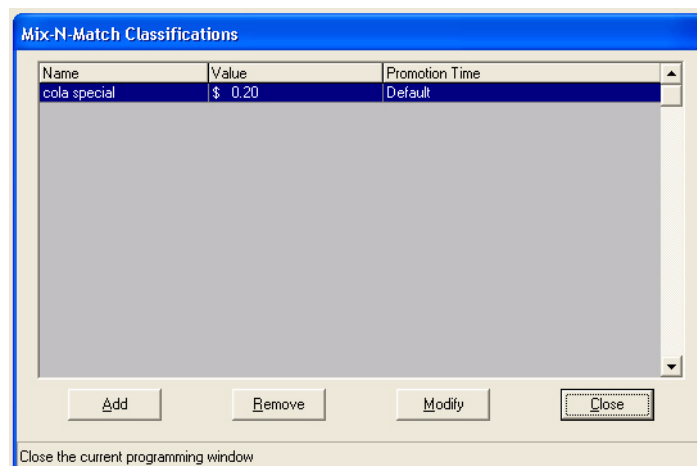 Mix-N-Match Classifications
Name Value Promotion Time
cola special $ 0.20 Default
Add Remove Modify Close
Close the current programming window